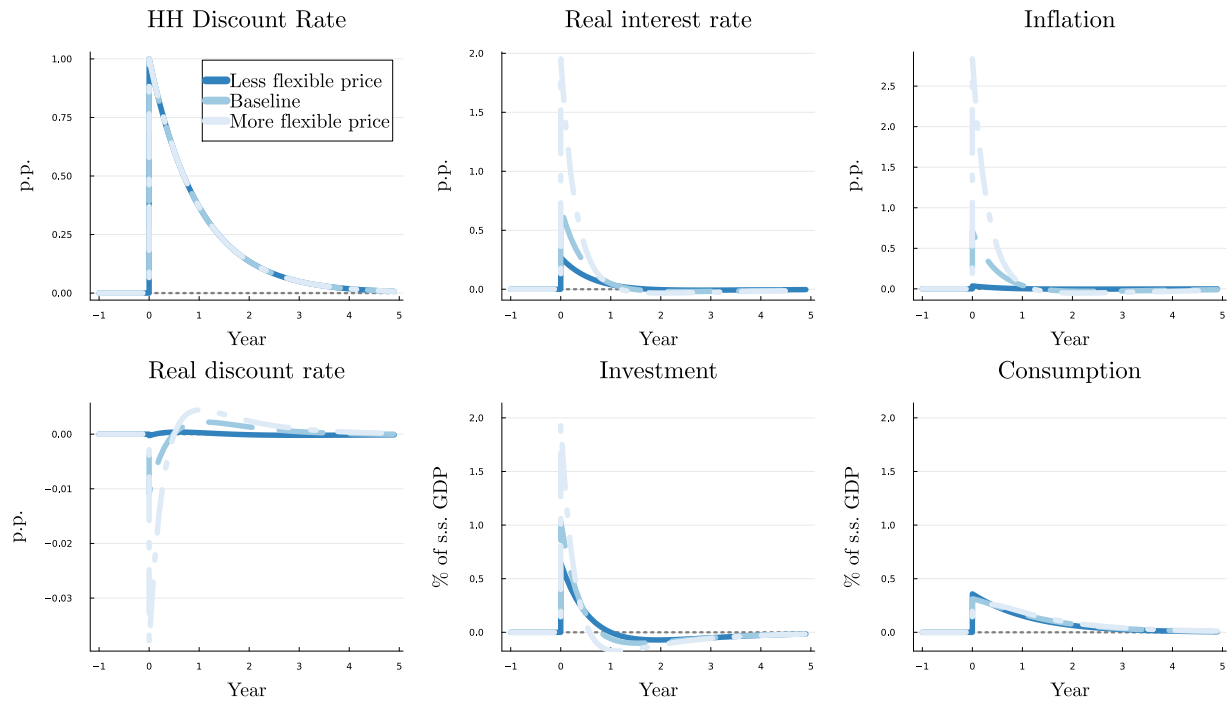 HH Discount Rate
p.p.
1.00
0.75
0.50
0.25
0.00
Less flexible price
Baseline
More flexible price
−1 0 1 2 3 4 5
Year
Real interest rate
p.p.
2.0
1.5
1.0
0.5
0.0
−1 0 1 2 3 4 5
Year
Inflation
p.p.
2.5
2.0
1.5
1.0
0.5
0.0
−1 0 1 2 3 4 5
Year
Real discount rate
p.p.
0.00
−0.01
−0.02
−0.03
−1 0 1 2 3 4 5
Year
Investment
% of s.s. GDP
2.0
1.5
1.0
0.5
0.0
−1 0 1 2 3 4 5
Year
Consumption
% of s.s. GDP
2.0
1.5
1.0
0.5
0.0
−1 0 1 2 3 4 5
Year